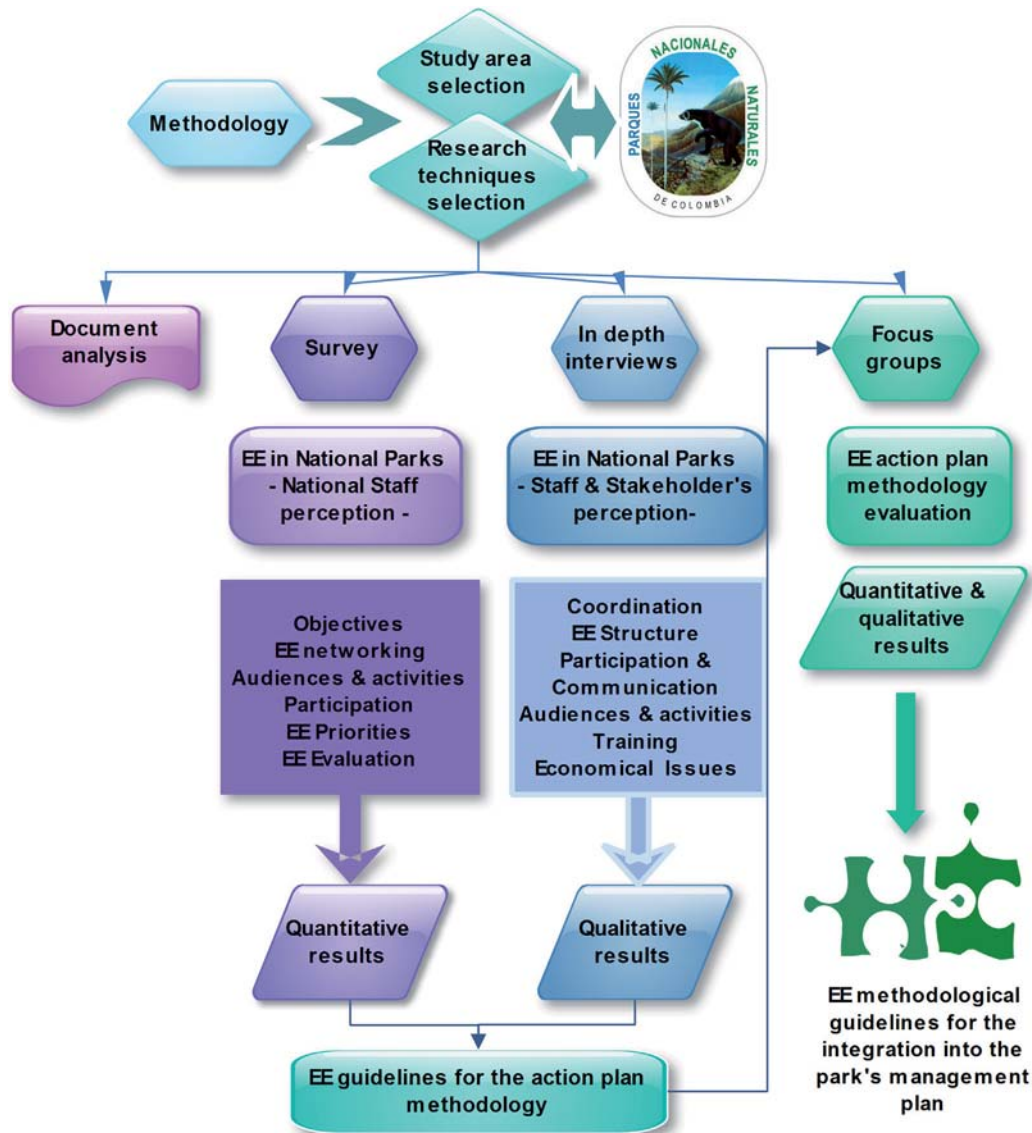 Methodology
Study area
selection
Research
techniques
selection
PARQUES
NACIONALES
NATURALES
DE COLOMBIA
Document
analysis
Survey
In depth
interviews
Focus
groups
EE in National Parks
- National Staff
perception -
EE in National Parks
- Staff & Stakeholder's
perception-
EE action plan
methodology
evaluation
Objectives
EE networking
Audiences & activities
Participation
EE Priorities
EE Evaluation
Coordination
EE Structure
Participation &
Communication
Audiences & activities
Training
Economical Issues
Quantitative &
qualitative
results
Quantitative
results
Qualitative
results
EE guidelines for the action plan
methodology
EE methodological
guidelines for the
integration into the
park's management
plan